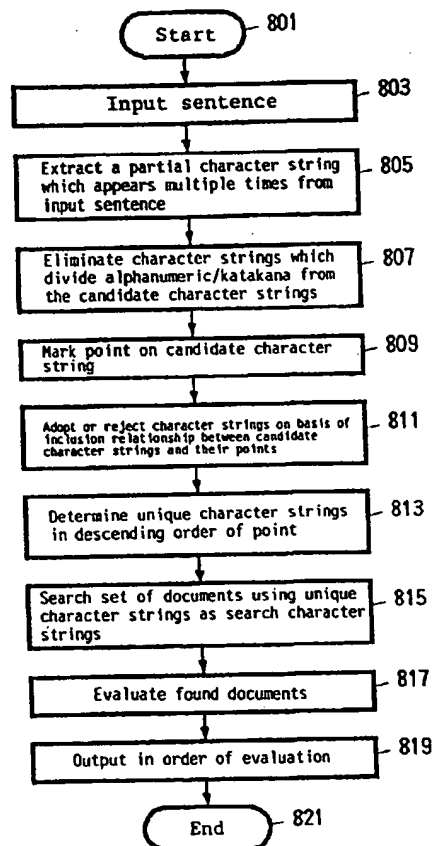 Start
801
Input sentence
803
Extract a partial character string
which appears multiple times from
input sentence
805
Eliminate character strings which
divide alphanumeric/katakana from
the candidate character strings
807
Mark point on candidate character
string
809
Adopt or reject character strings on basis of
inclusion relationship between candidate
character strings and their points
811
Determine unique character strings
in descending order of point
813
Search set of documents using unique
character strings as search character
strings
815
Evaluate found documents
817
Output in order of evaluation
819
End
821